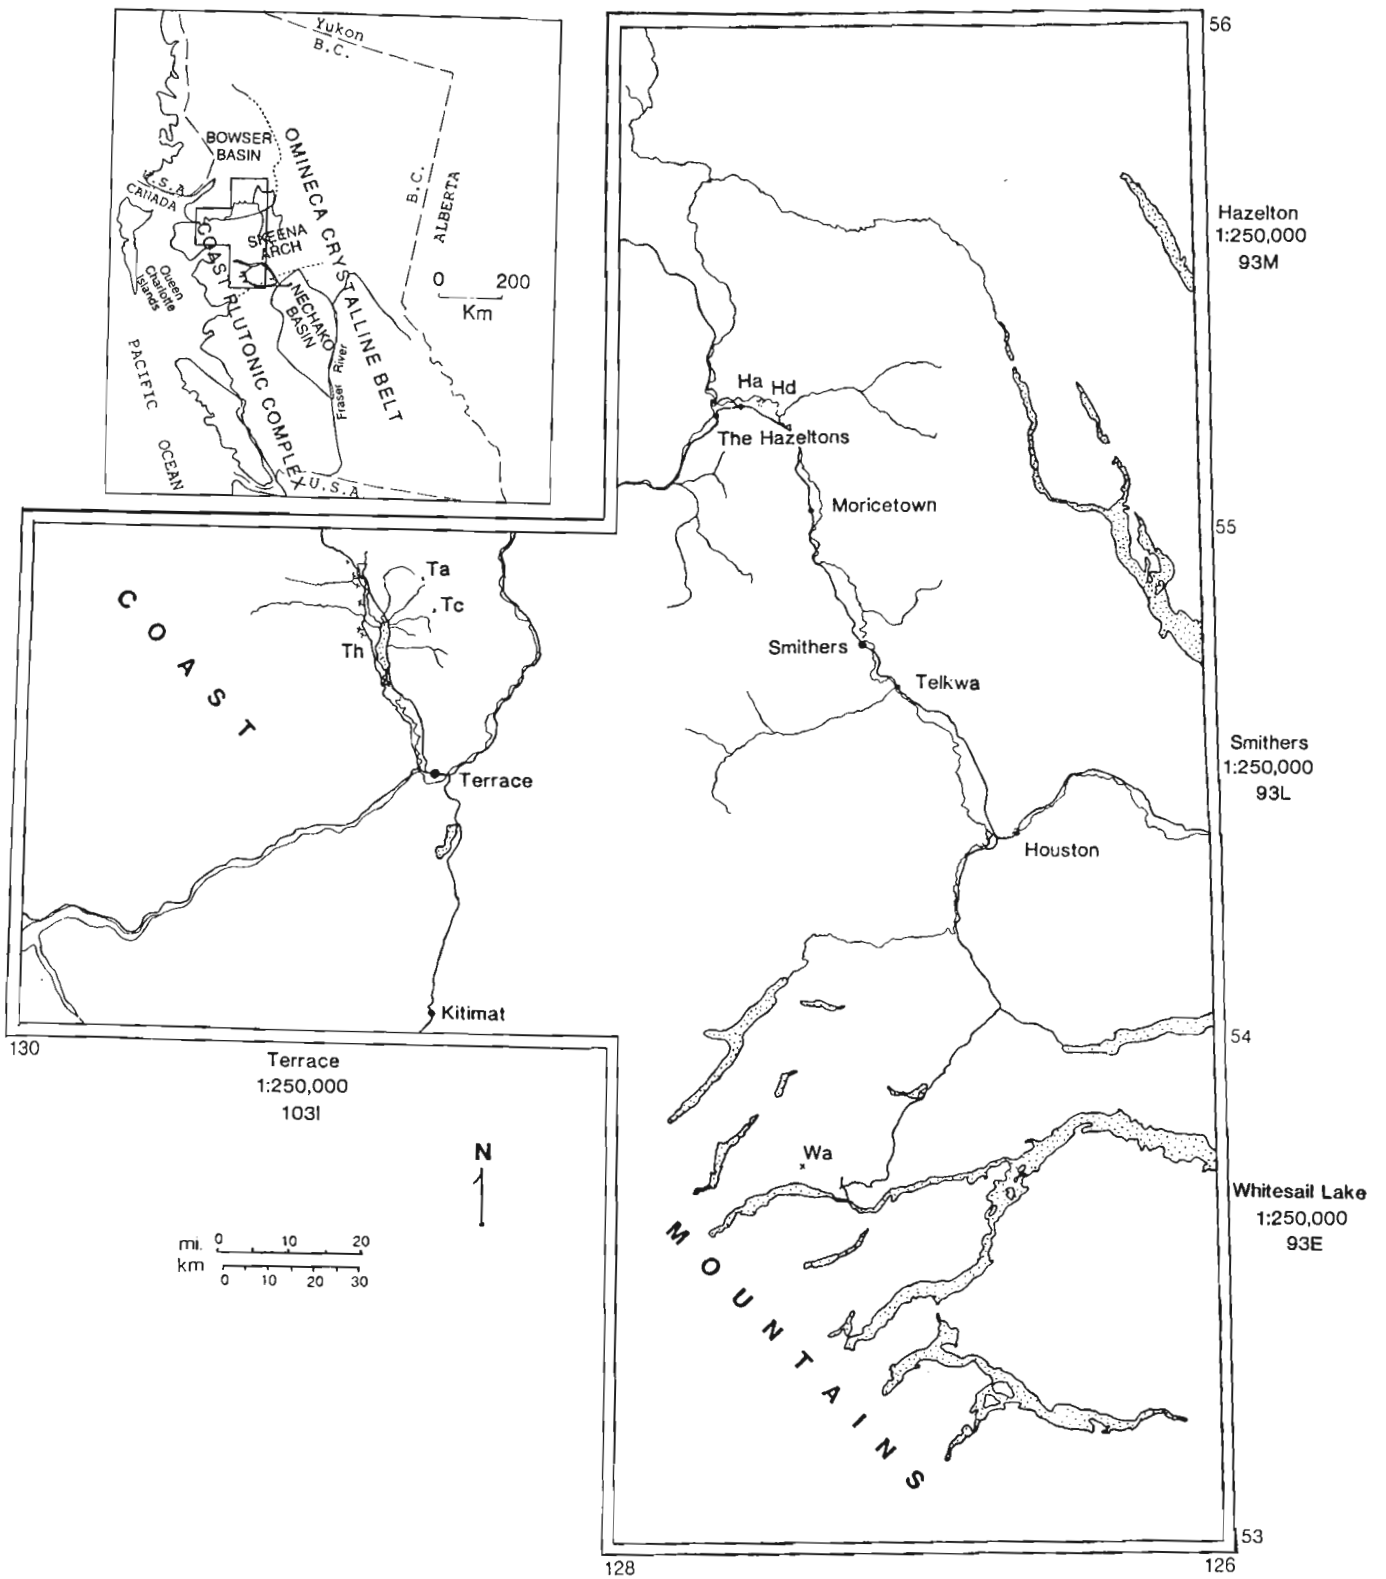 Yukon
B.C.
BOWSER
BASIN
OMINECA CRYSTALLINE BELT
B.C.
ALBERTA
U.S.A
CANADA
SKEENA
ARCH
COAST PLUTONIC COMPLEX
Queen
Charlotte
Islands
NECHAKO
BASIN
Fraser River
0 200
Km
PACIFIC OCEAN
U.S.A
56
Hazelton
1:250,000
93M
Ha Hd
The Hazeltons
Moricetown
55
Smithers
Telkwa
Smithers
1:250,000
93L
Houston
COAST
Ta
Tc
Th
Terrace
Kitimat
130
Terrace
1:250,000
103I
54
N
Wa
Whitesail Lake
1:250,000
93E
mi. 0 10 20
km 0 10 20 30
MOUNTAINS
53
128
126